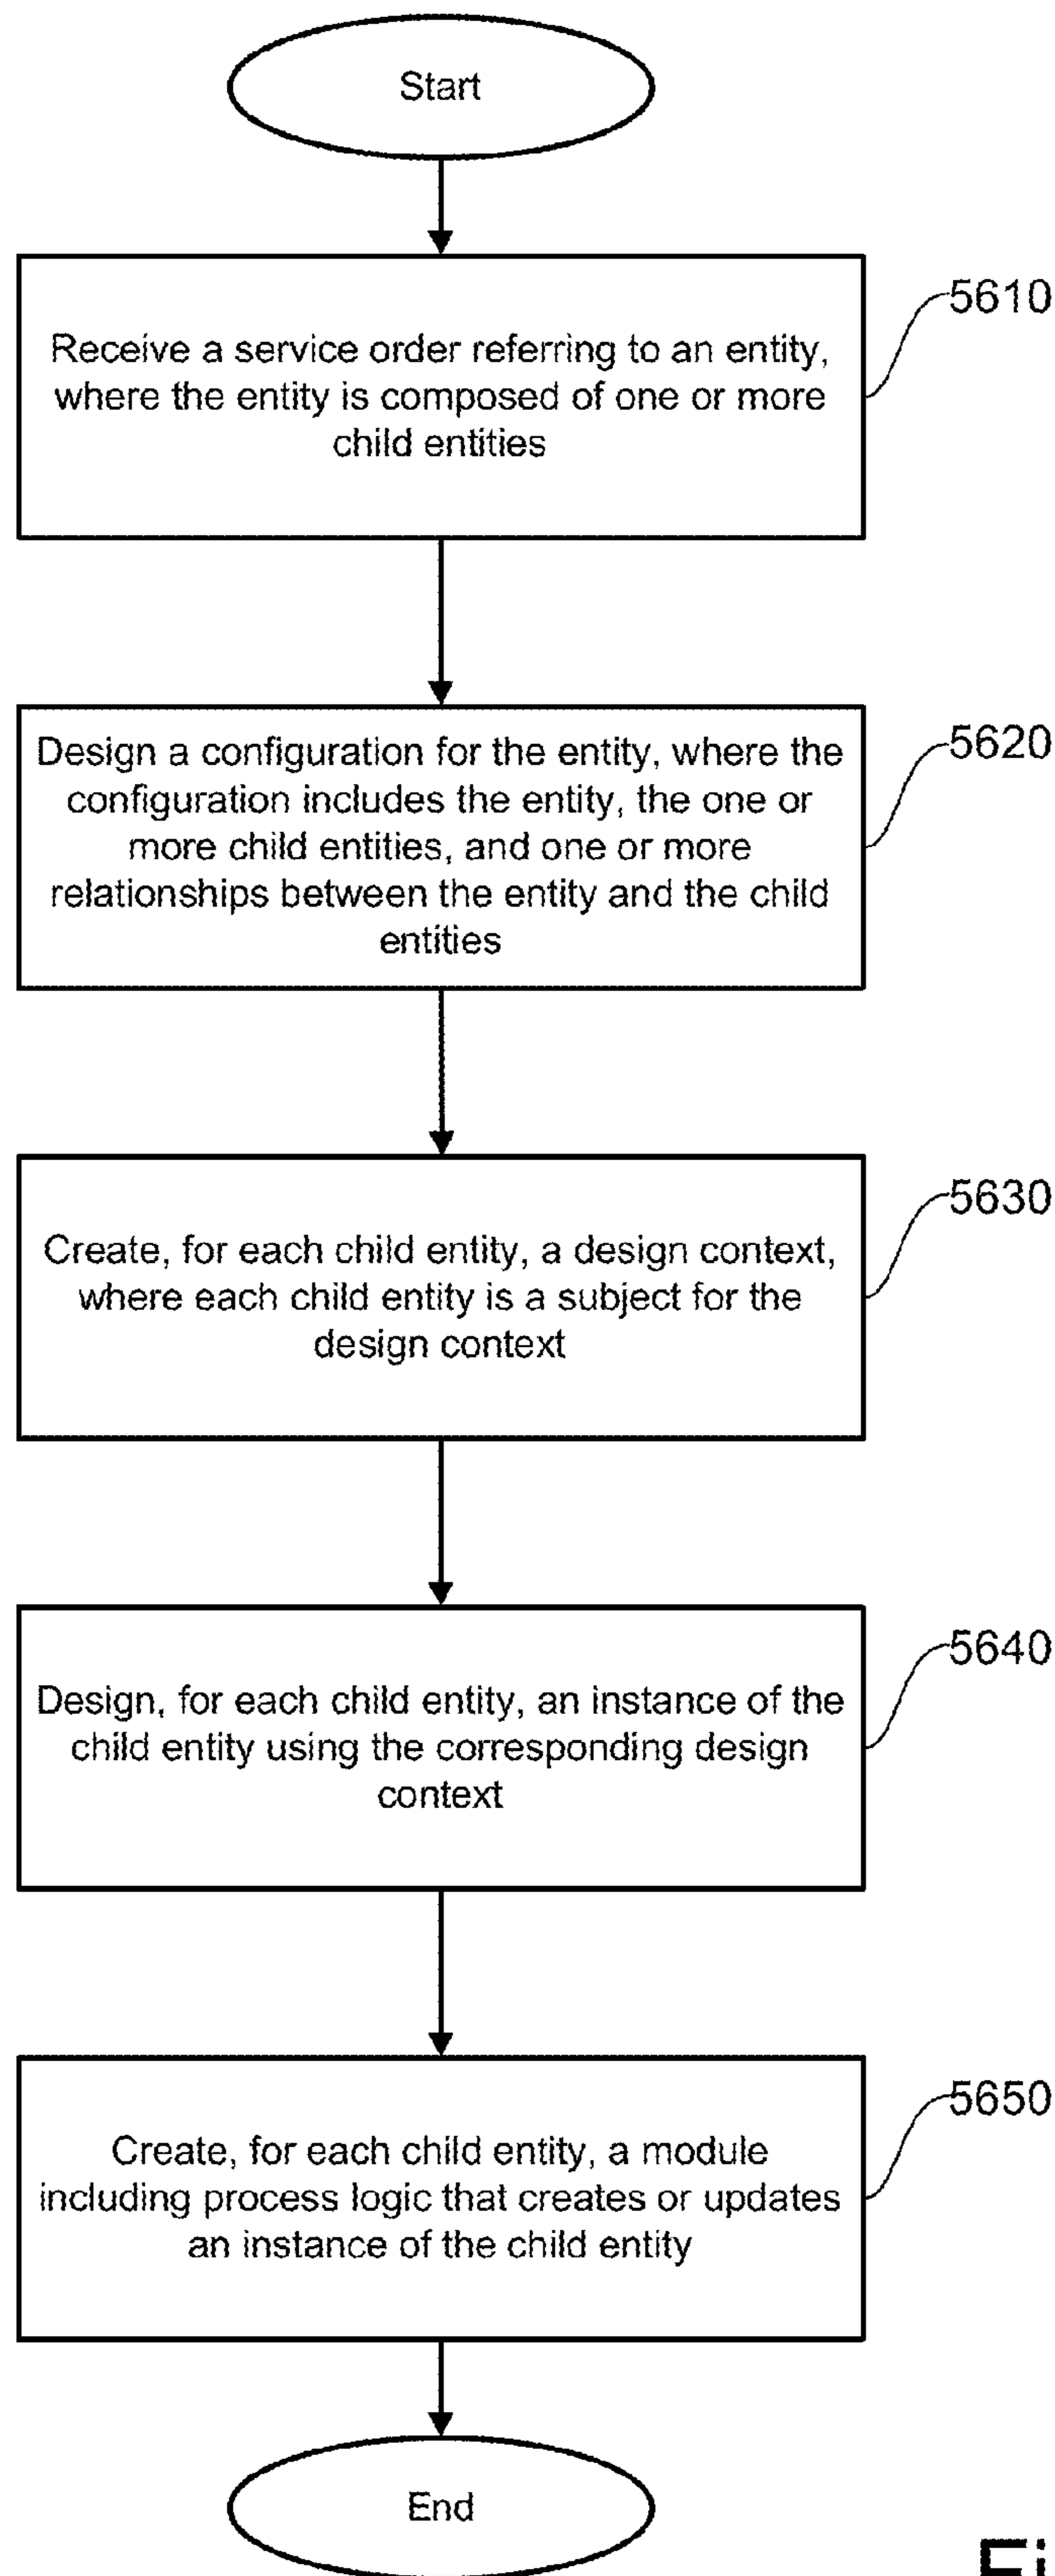 Start
Receive a service order referring to an entity,
where the entity is composed of one or more
child entities
5610
Design a configuration for the entity, where the
configuration includes the entity, the one or
more child entities, and one or more
relationships between the entity and the child
entities
5620
Create, for each child entity, a design context,
where each child entity is a subject for the
design context
5630
Design, for each child entity, an instance of the
child entity using the corresponding design
context
5640
Create, for each child entity, a module
including process logic that creates or updates
an instance of the child entity
5650
End